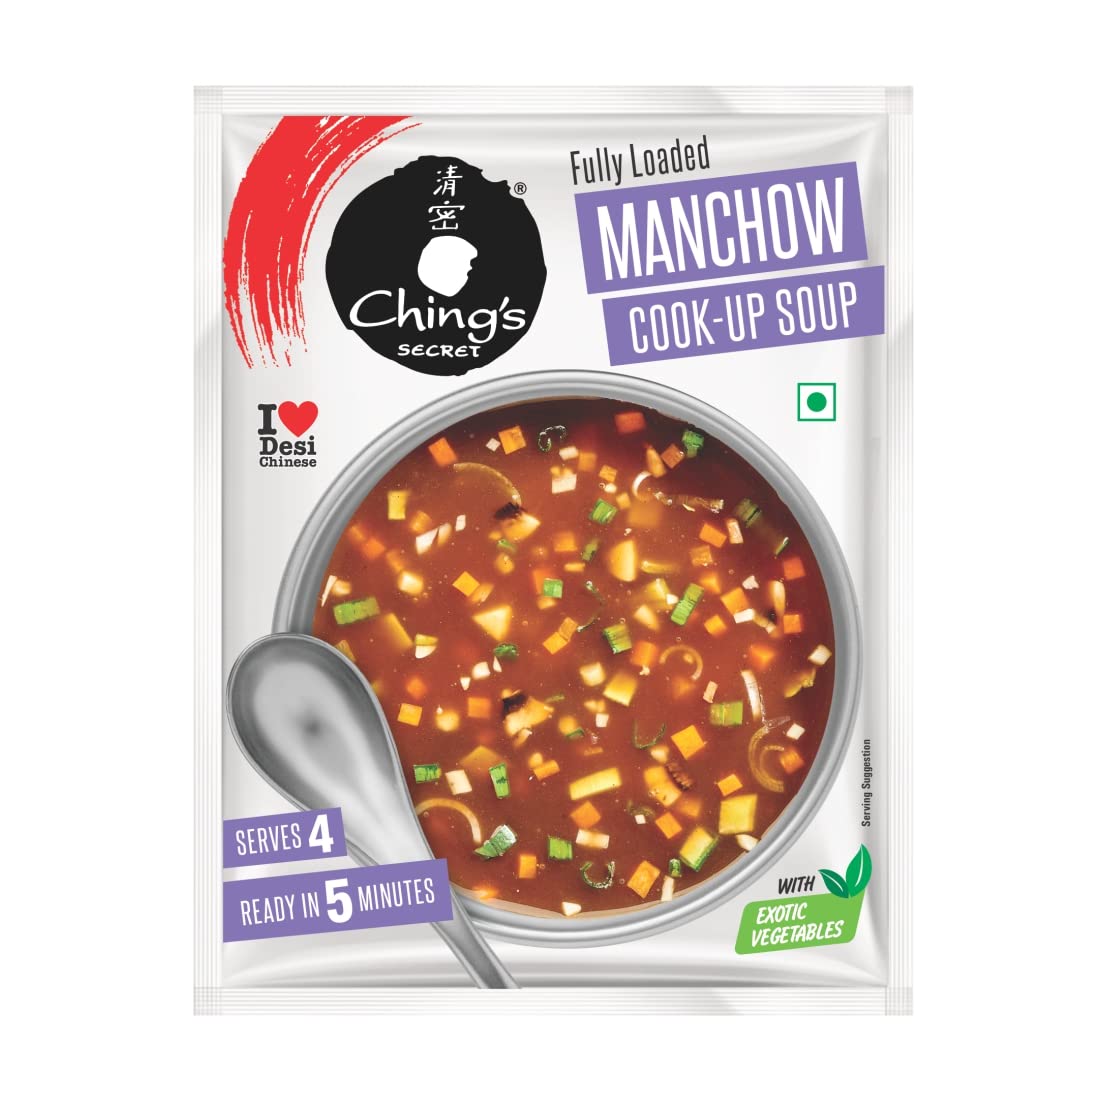 清
密
®
Ching's
SECRET
Fully Loaded
MANCHOW
COOK-UP SOUP
I ♥
Desi
Chinese
SERVES 4
READY IN 5 MINUTES
Serving Suggestion
WITH
EXOTIC
VEGETABLES